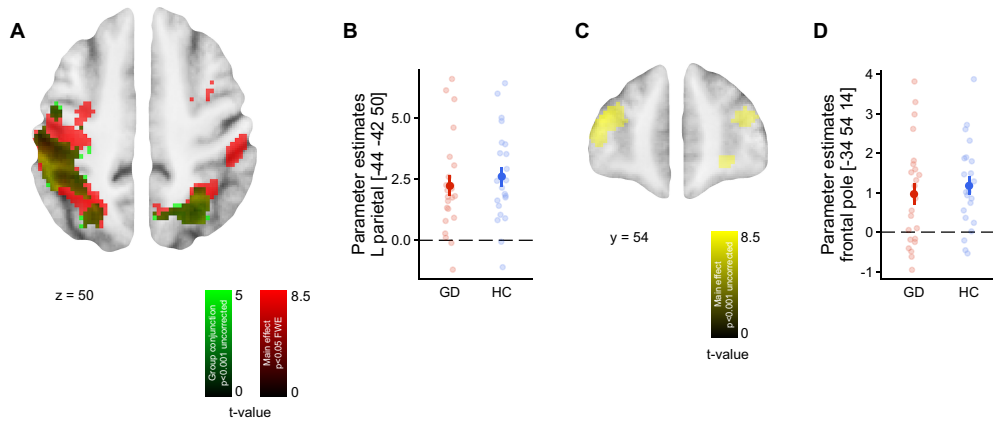 A
z = 50
Group conjunction
p<0.001 uncorrected
5
0
Main effect
p<0.05 FWE
8.5
0
t-value
B
Parameter estimates
L parietal [-44 -42 50]
5.0
2.5
0.0
GD HC
C
y = 54
Main effect
p<0.001 uncorrected
8.5
0
t-value
D
Parameter estimates
frontal pole [-34 54 14]
4
3
2
1
0
-1
GD HC